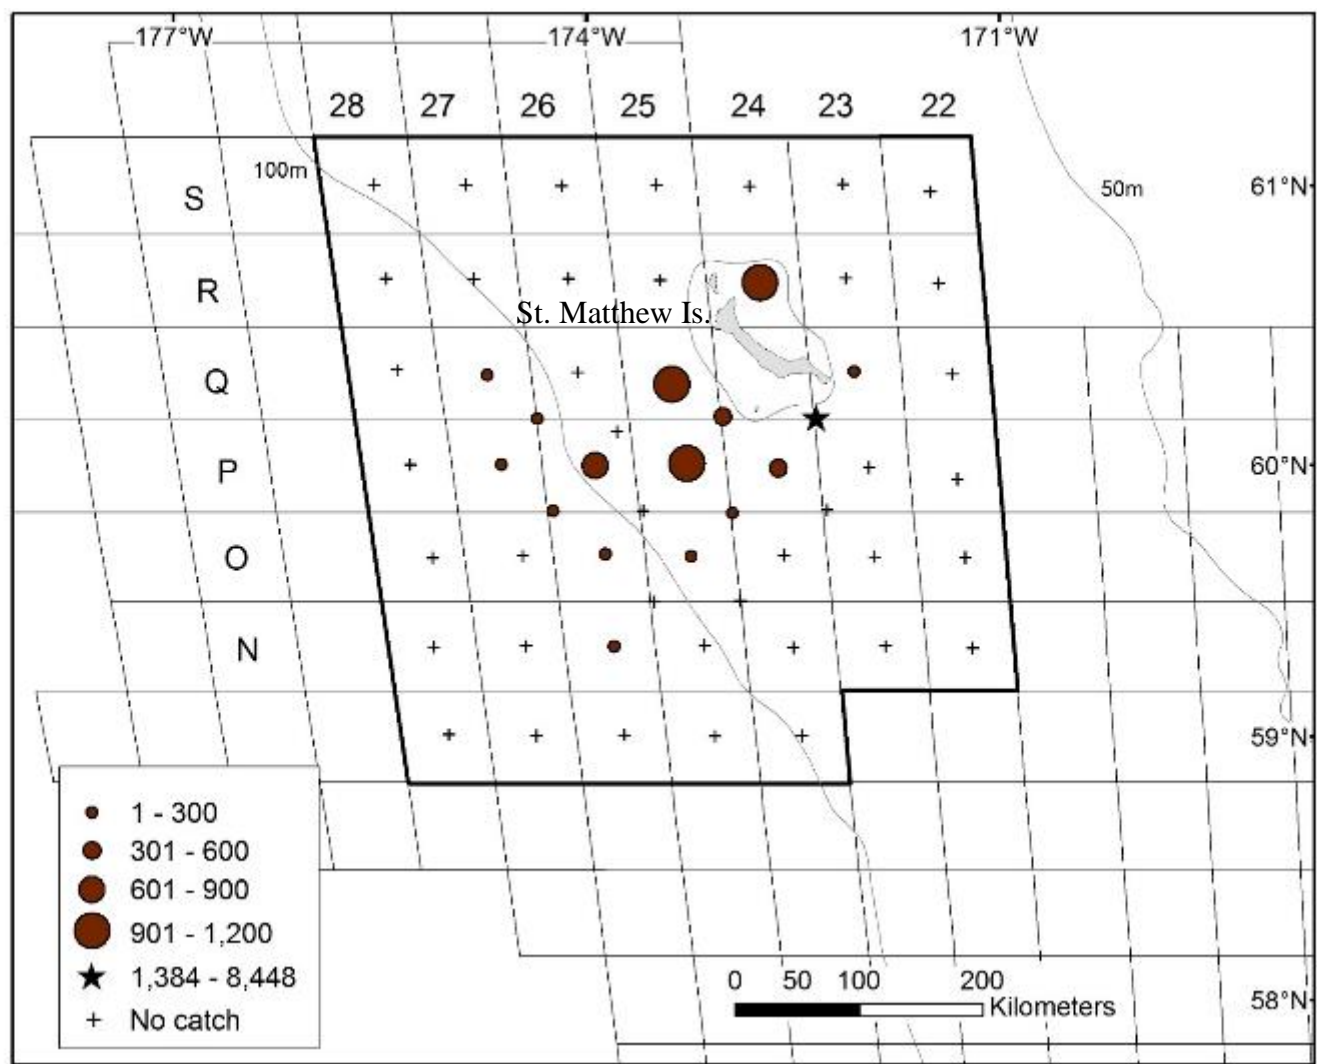 177°W 174°W 171°W
28 27 26 25 24 23 22
100m
50m
S
61°N
R
St. Matthew Is.
Q
P
60°N
O
N
59°N
1 - 300
301 - 600
601 - 900
901 - 1,200
1,384 - 8,448
No catch
0 50 100 200
Kilometers
58°N